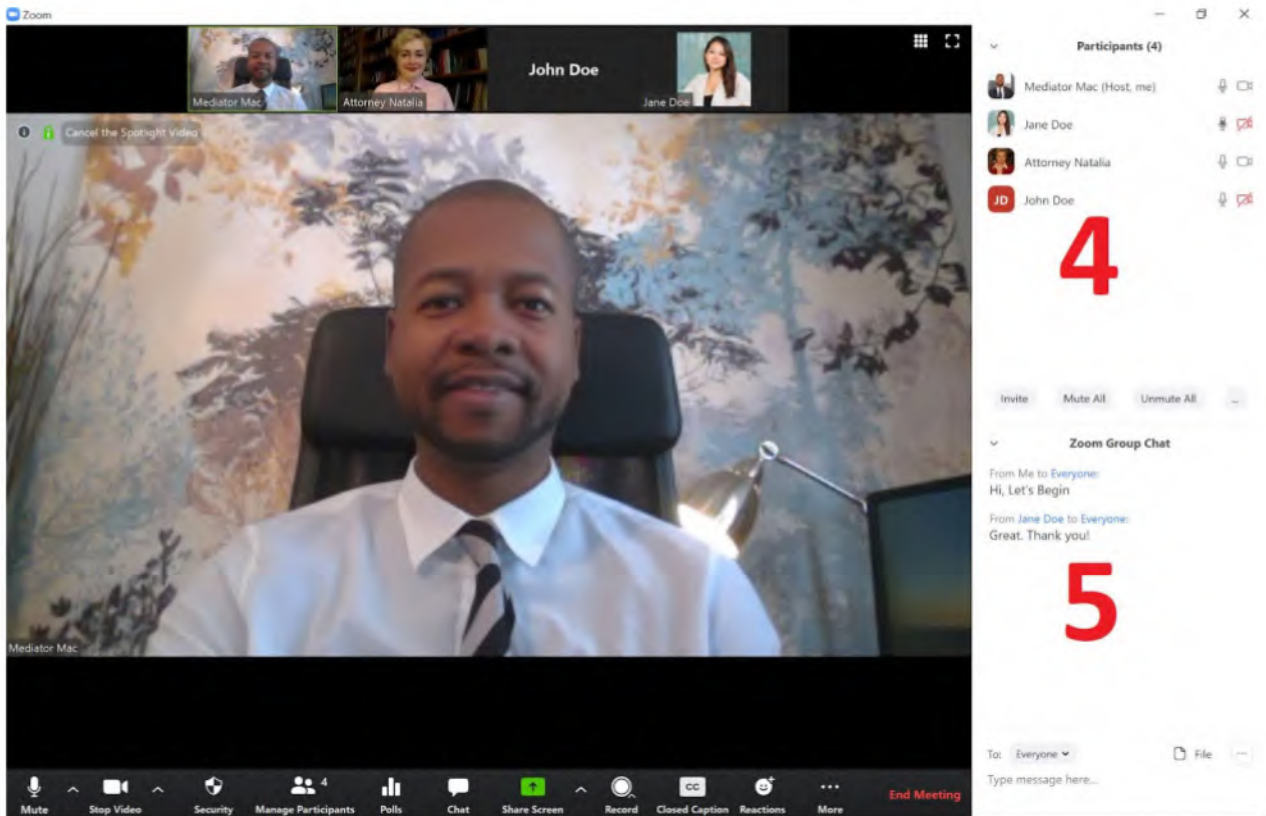 Zoom
Mediator Mac
Attorney Natalia
John Doe
Jane Doe
Cancel the Spotlight Video
Mediator Mac
Participants (4)
Mediator Mac (Host, me)
Jane Doe
Attorney Natalia
JD John Doe
4
Invite Mute All Unmute All ...
Zoom Group Chat
From Me to Everyone:
Hi, Let's Begin
From Jane Doe to Everyone:
Great. Thank you!
5
To: Everyone File ...
Type message here...
4
CC
Mute Stop Video Security Manage Participants Polls Chat Share Screen Record Closed Caption Reactions More End Meeting